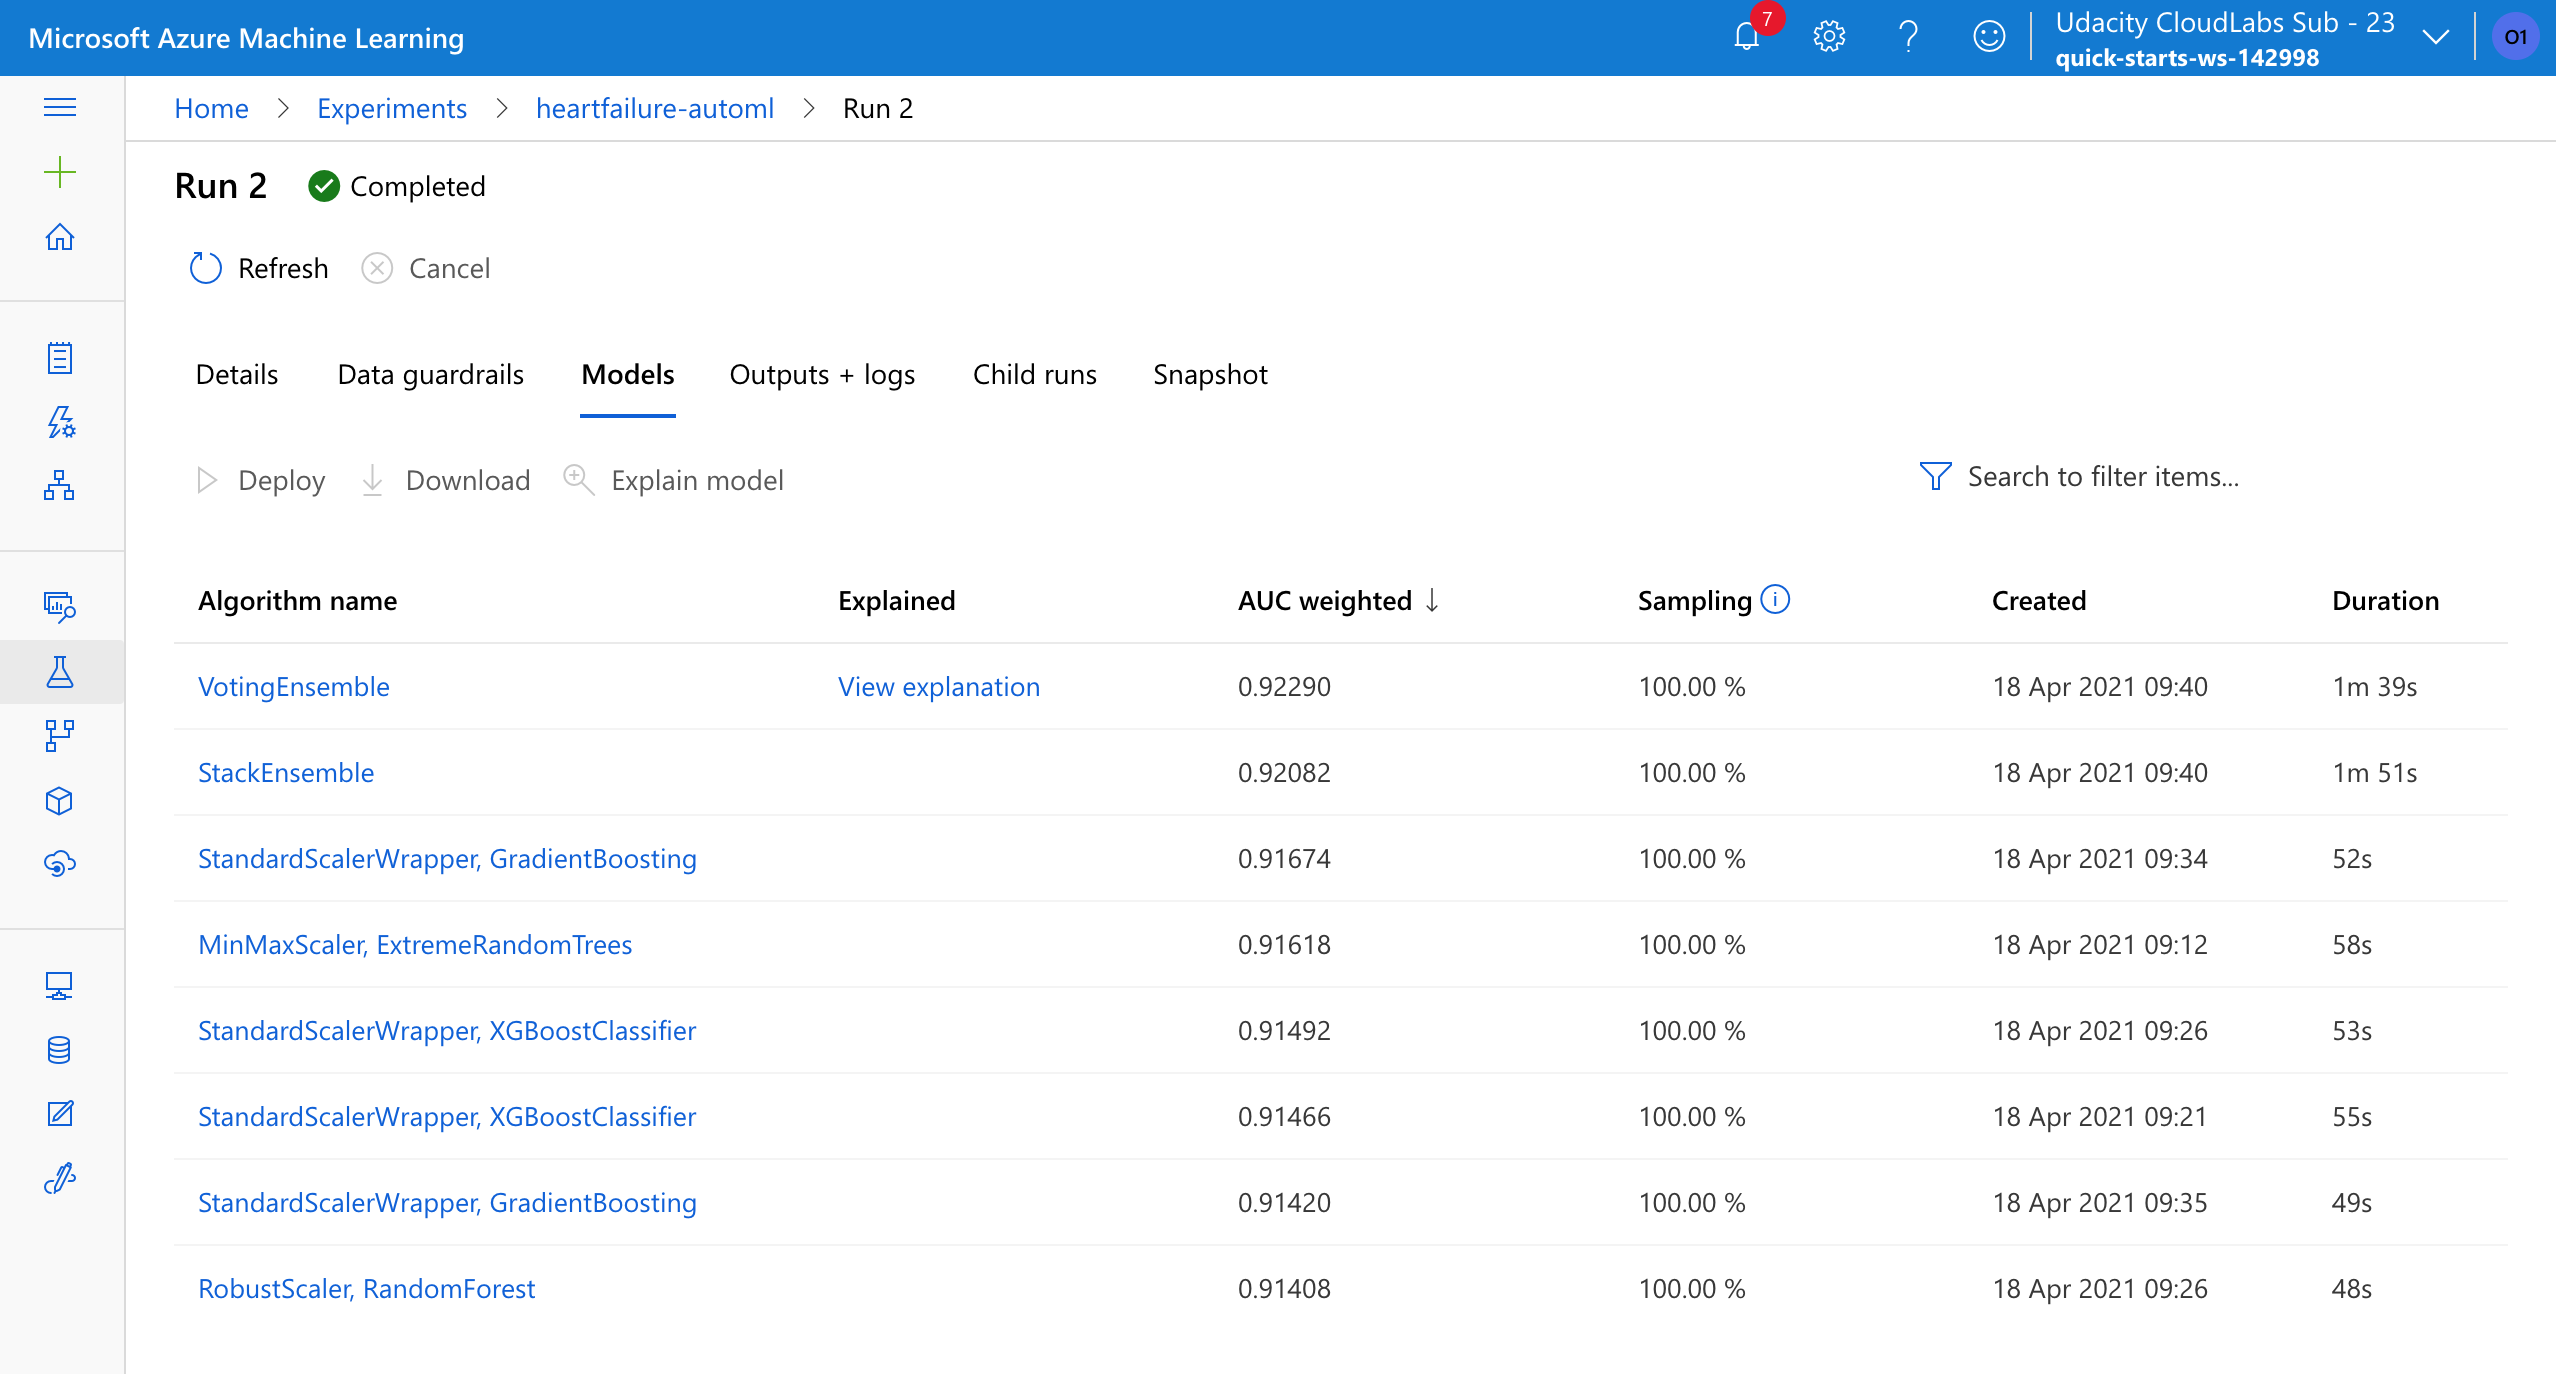 Microsoft Azure Machine Learning
7
Udacity CloudLabs Sub - 23
quick-starts-ws-142998
O1
Home > Experiments > heartfailure-automl > Run 2
Run 2 Completed
Refresh Cancel
Details Data guardrails Models Outputs + logs Child runs Snapshot
Deploy Download Explain model Search to filter items...
Algorithm name Explained AUC weighted ↓ Sampling Created Duration
VotingEnsemble View explanation 0.92290 100.00 % 18 Apr 2021 09:40 1m 39s
StackEnsemble 0.92082 100.00 % 18 Apr 2021 09:40 1m 51s
StandardScalerWrapper, GradientBoosting 0.91674 100.00 % 18 Apr 2021 09:34 52s
MinMaxScaler, ExtremeRandomTrees 0.91618 100.00 % 18 Apr 2021 09:12 58s
StandardScalerWrapper, XGBoostClassifier 0.91492 100.00 % 18 Apr 2021 09:26 53s
StandardScalerWrapper, XGBoostClassifier 0.91466 100.00 % 18 Apr 2021 09:21 55s
StandardScalerWrapper, GradientBoosting 0.91420 100.00 % 18 Apr 2021 09:35 49s
RobustScaler, RandomForest 0.91408 100.00 % 18 Apr 2021 09:26 48s